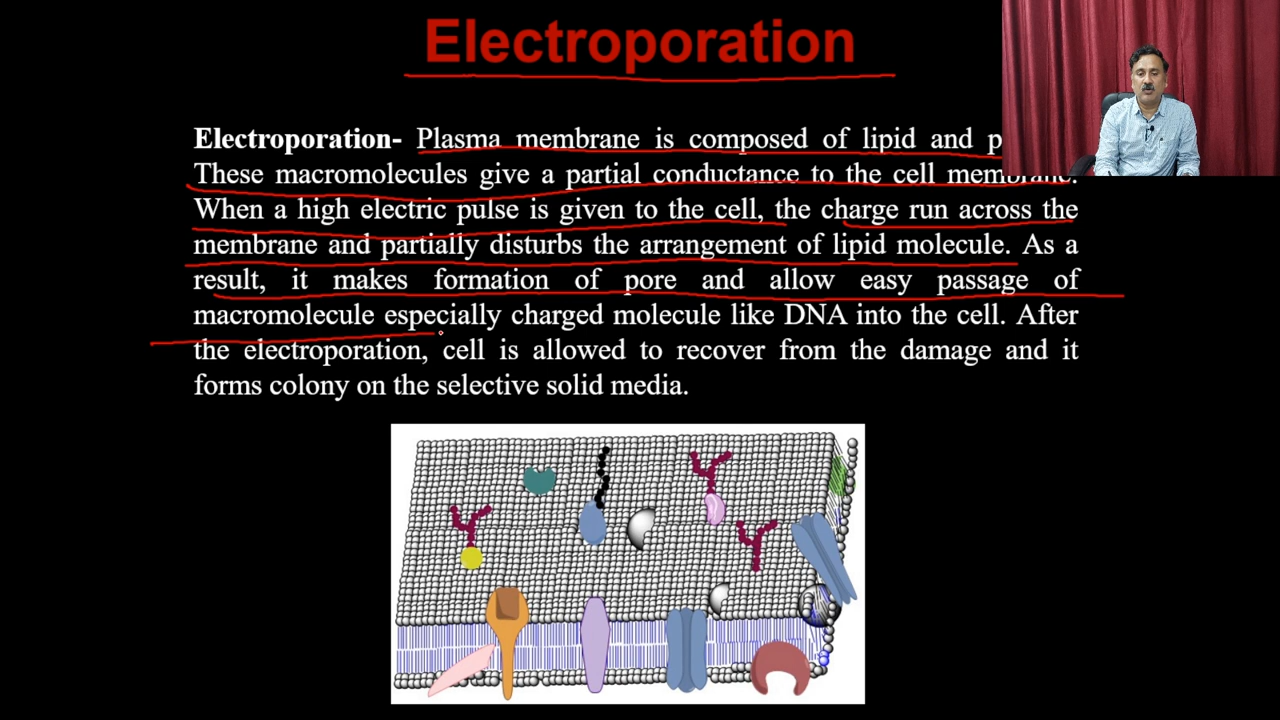 Electroporation
Electroporation- Plasma membrane is composed of lipid and
These macromolecules give a partial conductance to the cell membrane.
When a high electric pulse is given to the cell, the charge run across the
membrane and partially disturbs the arrangement of lipid molecule. As a
result, it makes formation of pore and allow easy passage of
macromolecule especially charged molecule like DNA into the cell. After
the electroporation, cell is allowed to recover from the damage and it
forms colony on the selective solid media.